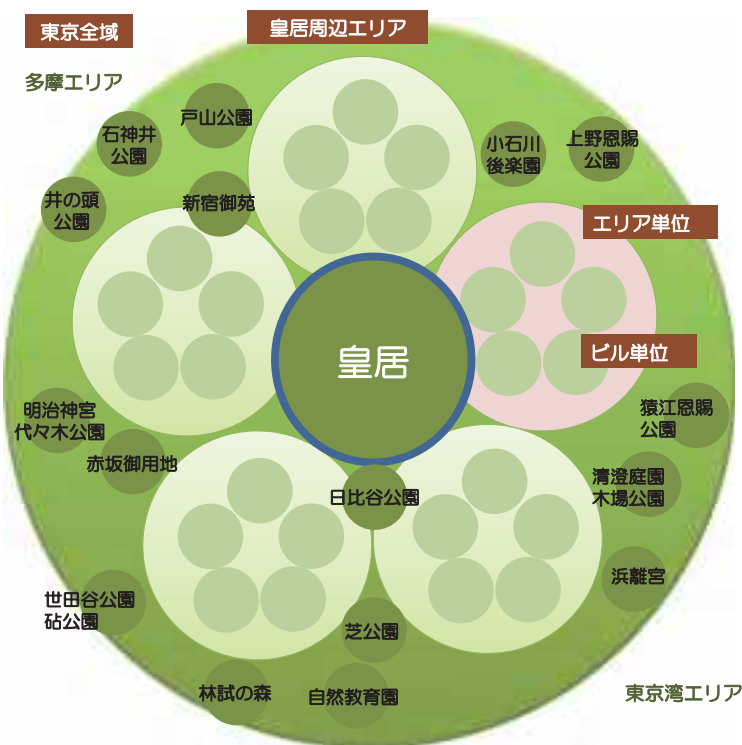 東京全域
皇居周辺エリア
多摩エリア
戸山公園
石神井
公園
小石川
後楽園
上野恩賜
公園
井の頭
公園
新宿御苑
エリア単位
ビル単位
皇居
明治神宮
代々木公園
猿江恩賜
公園
赤坂御用地
清澄庭園
木場公園
日比谷公園
浜離宮
世田谷公園
砧公園
芝公園
林試の森
自然教育園
東京湾エリア